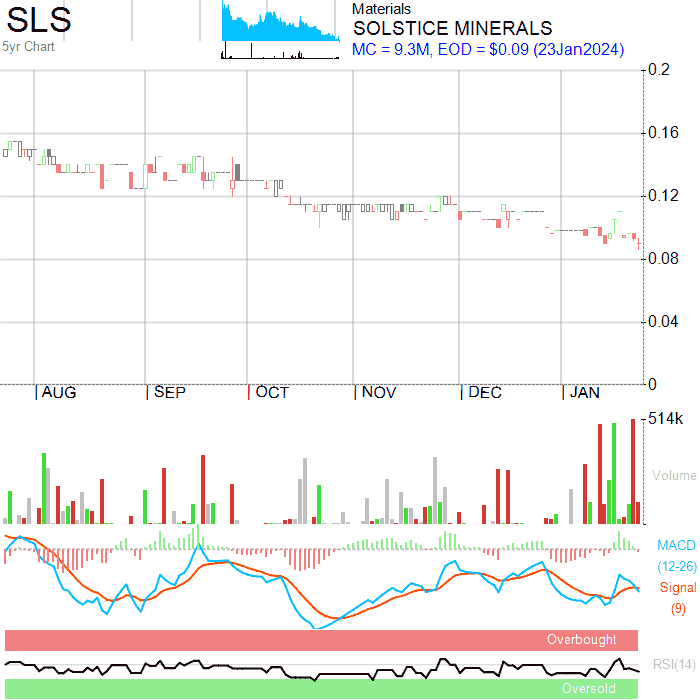 SLS
5yr Chart
Materials
SOLSTICE MINERALS
MC = 9.3M, EOD = $0.09 (23Jan2024)
0.2
0.16
0.12
0.08
0.04
0
AUG SEP OCT NOV DEC JAN
514k
Volume
MACD
(12-26)
Signal
(9)
Overbought
RSI(14)
Oversold